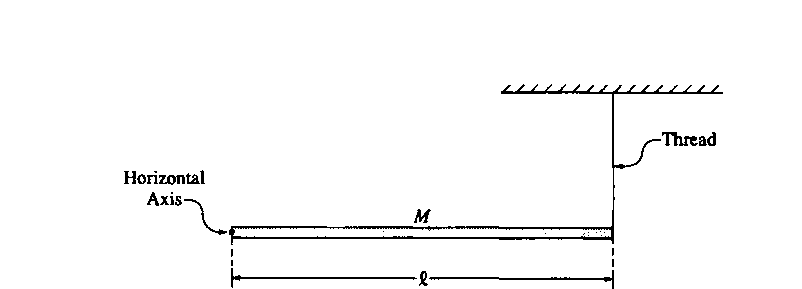 Thread
Horizontal
Axis
M
ℓ